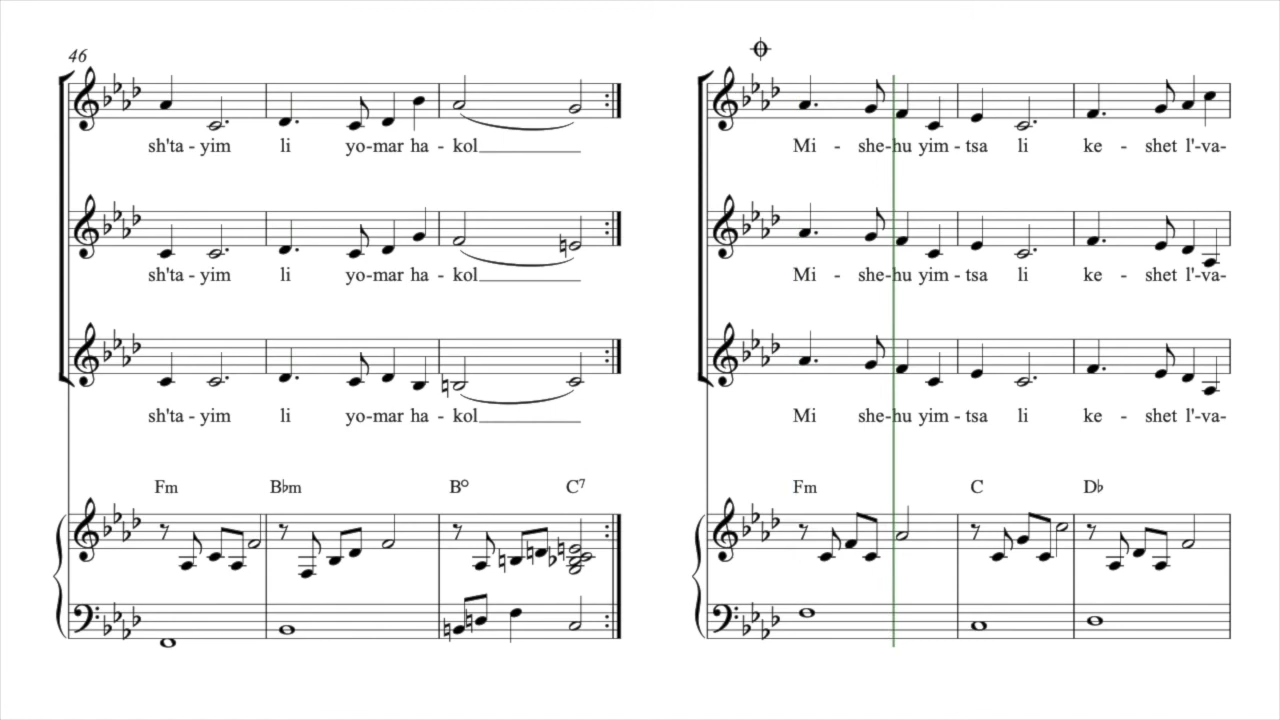 46
sh'ta - yim li yo-mar ha - kol
sh'ta - yim li yo-mar ha - kol
sh'ta - yim li yo-mar ha - kol
Fm B♭m B° C7
Mi - she-hu yim - tsa li ke - shet l'-va-
Mi - she-hu yim - tsa li ke - shet l'-va-
Mi she-hu yim - tsa li ke - shet l'-va-
Fm C D♭